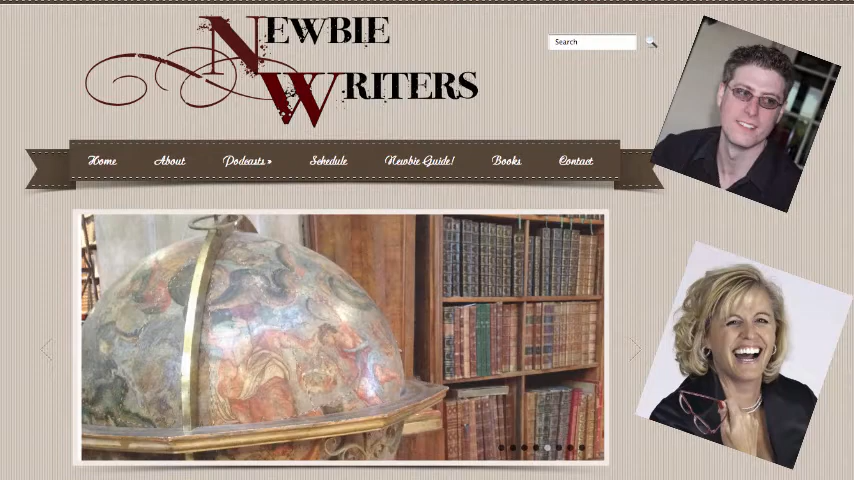 NEWBIE
WRITERS
Search
Home About Podcasts » Schedule Newbie Guide! Books Contact